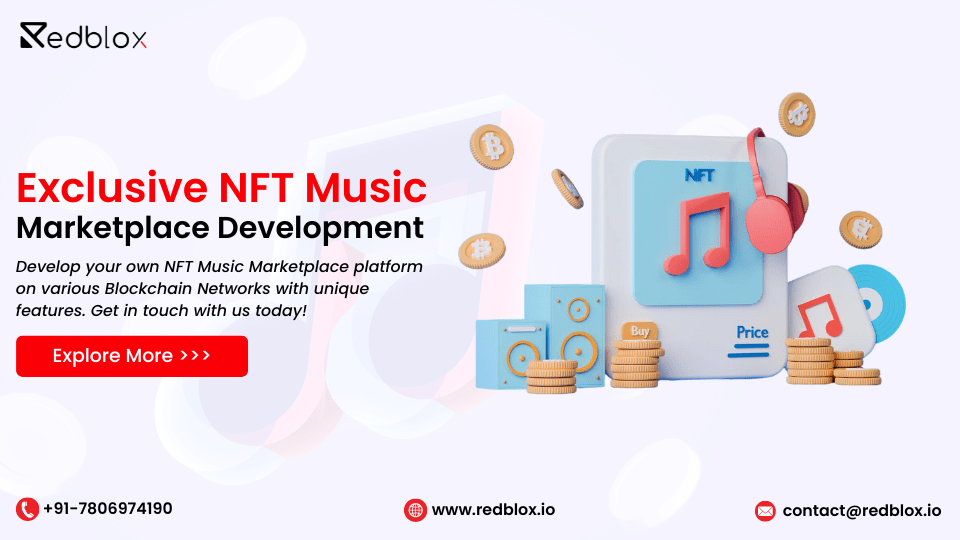 Redblox
Exclusive NFT Music
Marketplace Development
Develop your own NFT Music Marketplace platform
on various Blockchain Networks with unique
features. Get in touch with us today!
Explore More >>>
NFT
Buy
Price
+91-7806974190
www.redblox.io
contact@redblox.io